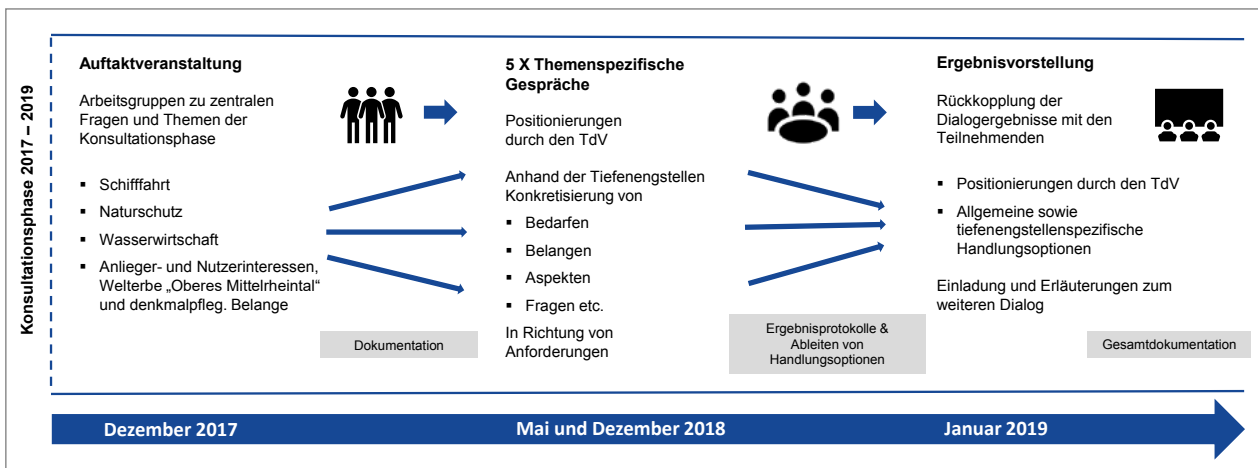 Konsultationsphase 2017 – 2019
Auftaktveranstaltung
Arbeitsgruppen zu zentralen
Fragen und Themen der
Konsultationsphase
▪ Schifffahrt
▪ Naturschutz
▪ Wasserwirtschaft
▪ Anlieger- und Nutzerinteressen,
Welterbe „Oberes Mittelrheintal“
und denkmalpfleg. Belange
Dokumentation
5 X Themenspezifische
Gespräche
Positionierungen
durch den TdV
Anhand der Tiefenengstellen
Konkretisierung von
▪ Bedarfen
▪ Belangen
▪ Aspekten
▪ Fragen etc.
In Richtung von
Anforderungen
Ergebnisprotokolle &
Ableiten von
Handlungsoptionen
Ergebnisvorstellung
Rückkopplung der
Dialogergebnisse mit den
Teilnehmenden
▪ Positionierungen durch den TdV
▪ Allgemeine sowie
tiefenengstellenspezifische
Handlungsoptionen
Einladung und Erläuterungen zum
weiteren Dialog
Gesamtdokumentation
Dezember 2017
Mai und Dezember 2018
Januar 2019